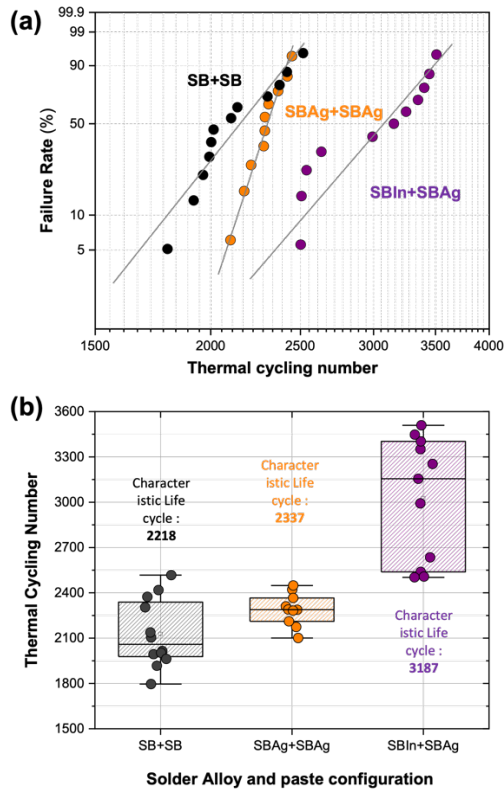 (a)
99.9
99
90
50
10
5
Failure Rate (%)
SB+SB
SBAg+SBAg
SBIn+SBAg
1500
2000
2500
3000
3500
4000
Thermal cycling number
(b)
3600
3300
3000
2700
2400
2100
1800
1500
Thermal Cycling Number
Character
istic Life
cycle :
2218
Character
istic Life
cycle :
2337
Character
istic Life
cycle :
3187
SB+SB
SBAg+SBAg
SBIn+SBAg
Solder Alloy and paste configuration